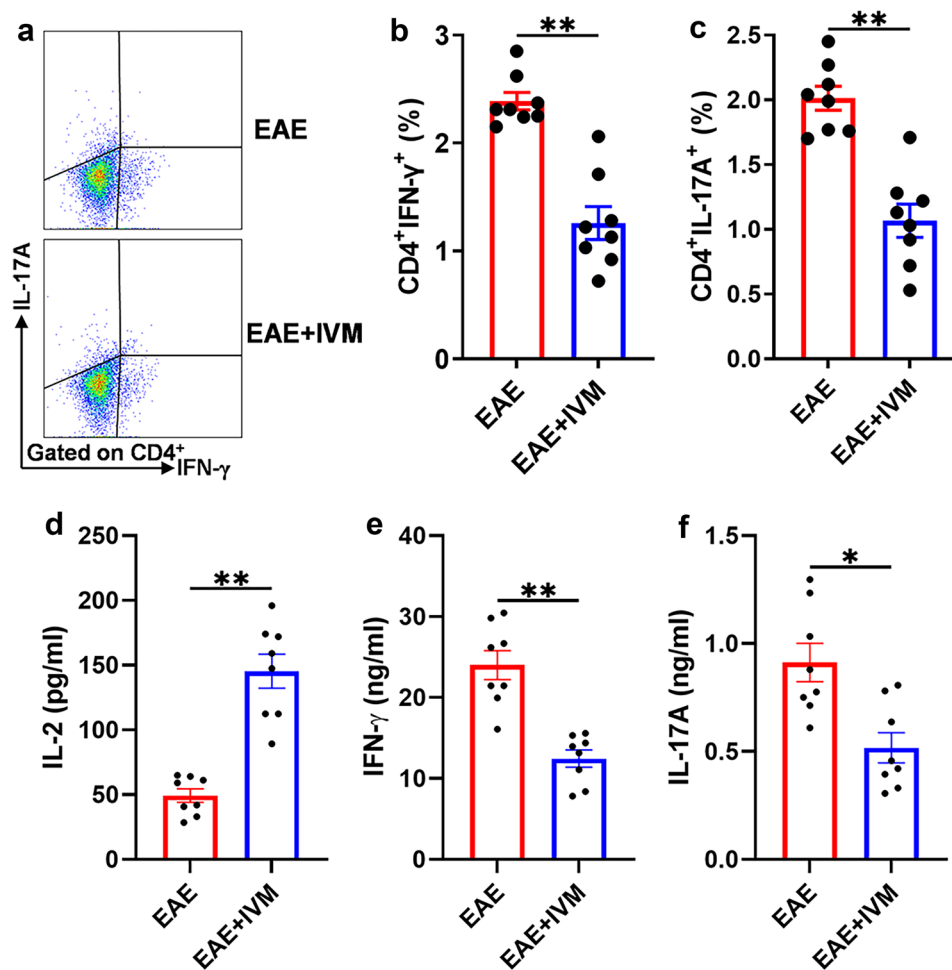 a
EAE
EAE+IVM
IL-17A
Gated on CD4⁺
IFN-γ
b
**
CD4⁺IFN-γ⁺ (%)
3
2
1
0
EAE
EAE+IVM
c
**
CD4⁺IL-17A⁺ (%)
2.5
2.0
1.5
1.0
0.5
0.0
EAE
EAE+IVM
d
**
IL-2 (pg/ml)
250
200
150
100
50
0
EAE
EAE+IVM
e
**
IFN-γ (ng/ml)
40
30
20
10
0
EAE
EAE+IVM
f
*
IL-17A (ng/ml)
1.5
1.0
0.5
0.0
EAE
EAE+IVM